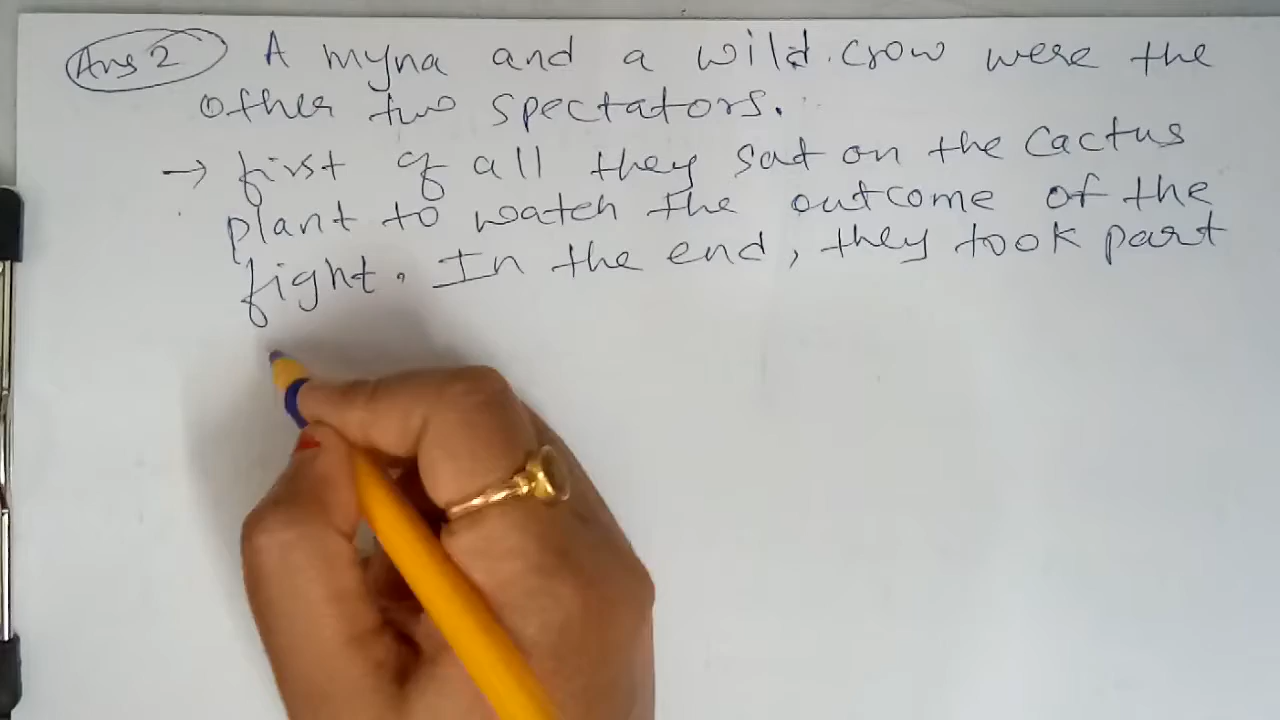 Ans 2 A myna and a wild crow were the
other two spectators.
→ first of all they sat on the cactus
plant to watch the outcome of the
fight. In the end, they took part